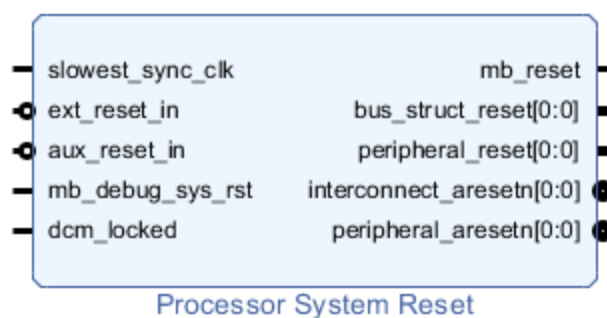 slowest_sync_clk mb_reset
ext_reset_in bus_struct_reset[0:0]
aux_reset_in peripheral_reset[0:0]
mb_debug_sys_rst interconnect_aresetn[0:0]
dcm_locked peripheral_aresetn[0:0]
Processor System Reset